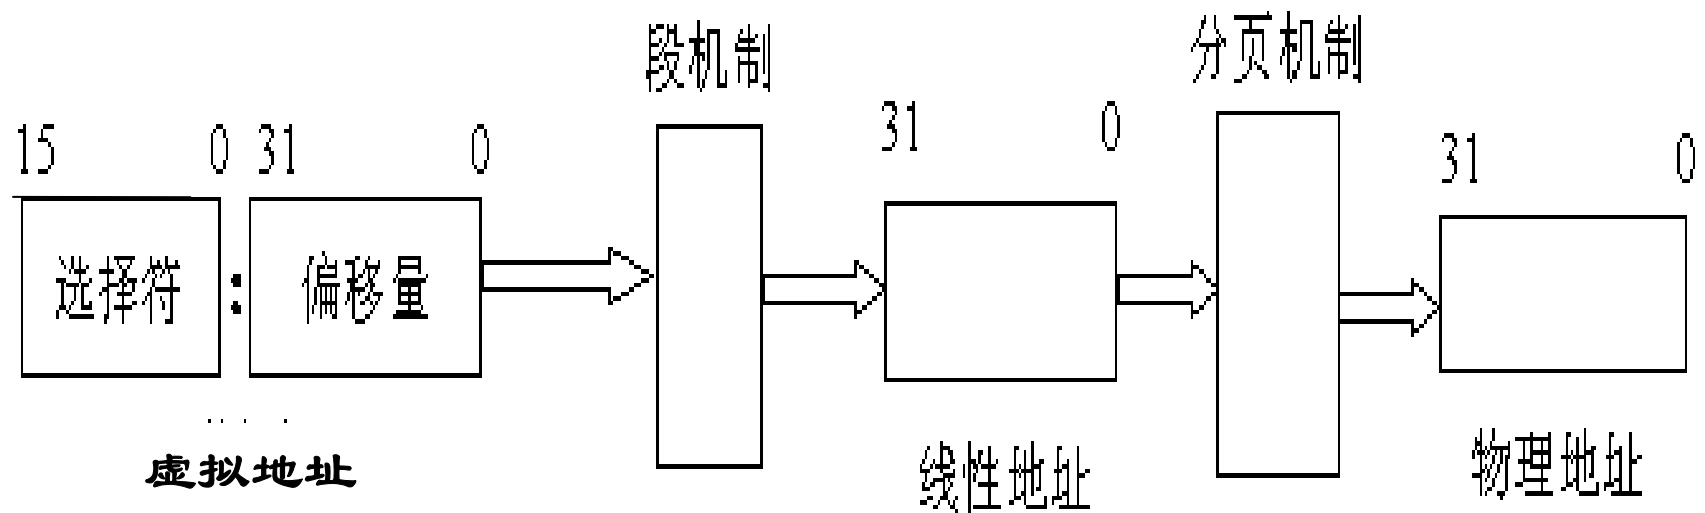 段机制 分页机制
15 0 31 0 31 0 31 0
选择符 : 偏移量
虚拟地址 线性地址 物理地址